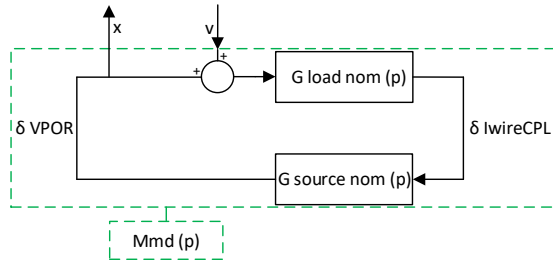 x
v
+
+
G load nom (p)
δ VPOR
δ IwireCPL
G source nom (p)
Mmd (p)